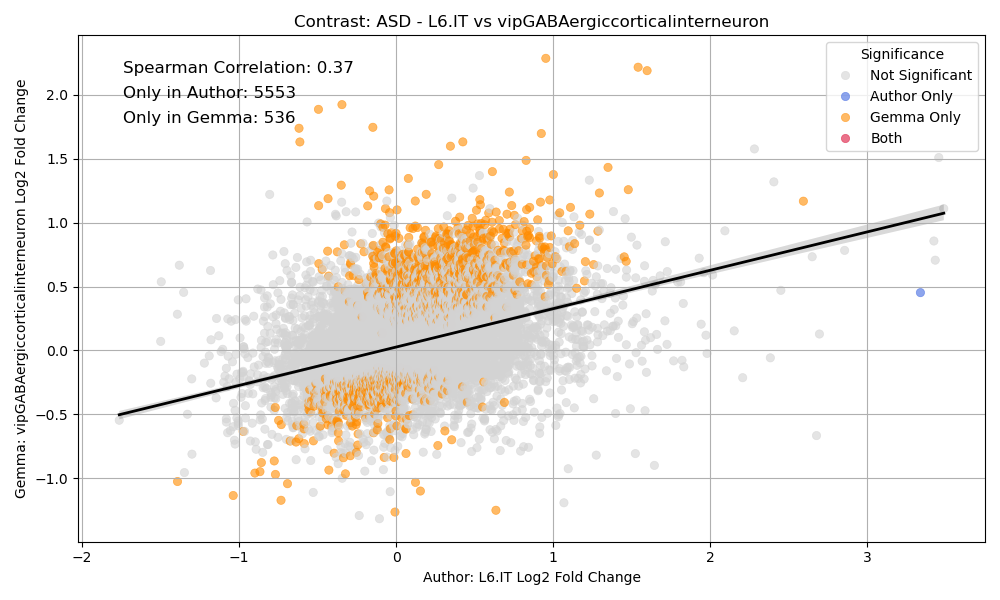 Contrast: ASD - L6.IT vs vipGABAergiccorticalinterneuron
Spearman Correlation: 0.37
Only in Author: 5553
Only in Gemma: 536
Significance
Not Significant
Author Only
Gemma Only
Both
Gemma: vipGABAergiccorticalinterneuron Log2 Fold Change
2.0
1.5
1.0
0.5
0.0
−0.5
−1.0
−2
−1
0
1
2
3
Author: L6.IT Log2 Fold Change